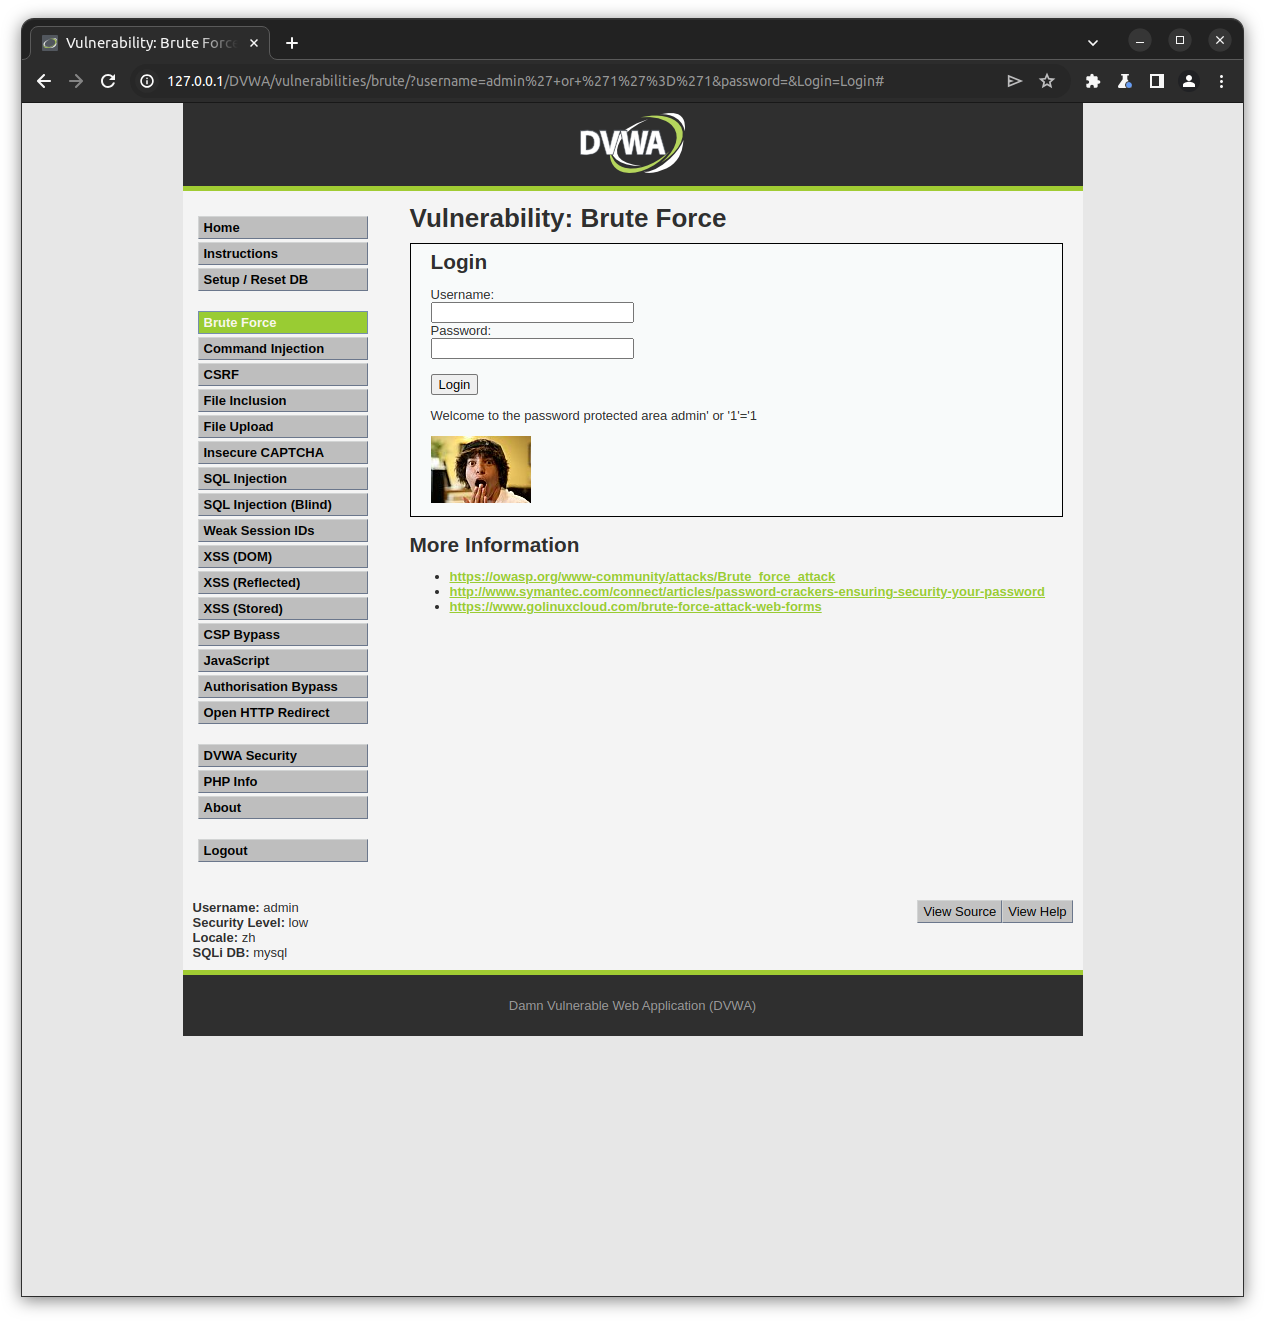 Vulnerability: Brute Force
127.0.0.1/DVWA/vulnerabilities/brute/?username=admin%27+or+%271%27%3D%271&password=&Login=Login#
DVWA
Home
Instructions
Setup / Reset DB
Brute Force
Command Injection
CSRF
File Inclusion
File Upload
Insecure CAPTCHA
SQL Injection
SQL Injection (Blind)
Weak Session IDs
XSS (DOM)
XSS (Reflected)
XSS (Stored)
CSP Bypass
JavaScript
Authorisation Bypass
Open HTTP Redirect
DVWA Security
PHP Info
About
Logout
Vulnerability: Brute Force
Login
Username:
Password:
Login
Welcome to the password protected area admin' or '1'='1
More Information
https://owasp.org/www-community/attacks/Brute_force_attack
http://www.symantec.com/connect/articles/password-crackers-ensuring-security-your-password
https://www.golinuxcloud.com/brute-force-attack-web-forms
Username: admin
Security Level: low
Locale: zh
SQLi DB: mysql
View Source View Help
Damn Vulnerable Web Application (DVWA)